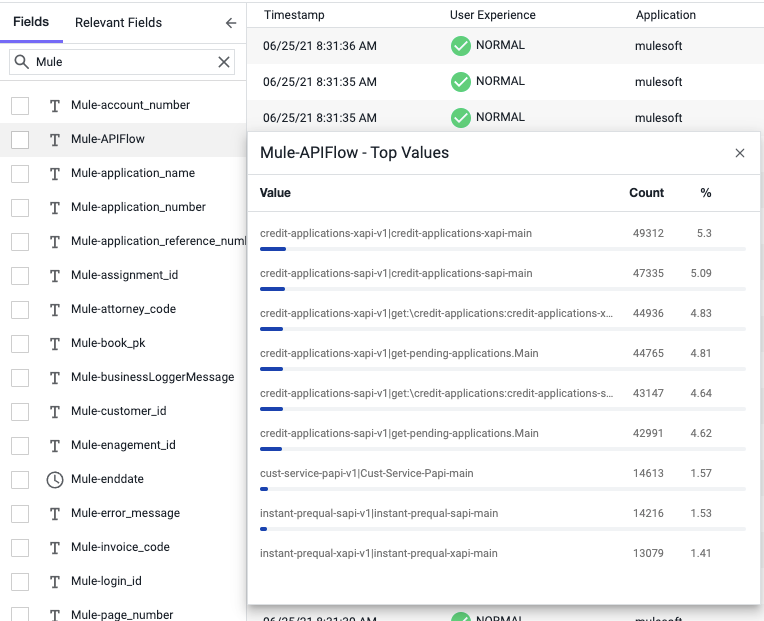 Fields Relevant Fields
Mule
Mule-account_number
Mule-APIFlow
Mule-application_name
Mule-application_number
Mule-application_reference_num
Mule-assignment_id
Mule-attorney_code
Mule-book_pk
Mule-businessLoggerMessage
Mule-customer_id
Mule-enagement_id
Mule-enddate
Mule-error_message
Mule-invoice_code
Mule-login_id
Mule-page_number
Timestamp User Experience Application
06/25/21 8:31:36 AM NORMAL mulesoft
06/25/21 8:31:35 AM NORMAL mulesoft
06/25/21 8:31:35 AM NORMAL mulesoft
Mule-APIFlow - Top Values
Value Count %
credit-applications-xapi-v1|credit-applications-xapi-main 49312 5.3
credit-applications-sapi-v1|credit-applications-sapi-main 47335 5.09
credit-applications-xapi-v1|get:\credit-applications:credit-applications-x... 44936 4.83
credit-applications-xapi-v1|get-pending-applications.Main 44765 4.81
credit-applications-sapi-v1|get:\credit-applications:credit-applications-s... 43147 4.64
credit-applications-sapi-v1|get-pending-applications.Main 42991 4.62
cust-service-papi-v1|Cust-Service-Papi-main 14613 1.57
instant-prequal-sapi-v1|instant-prequal-sapi-main 14216 1.53
instant-prequal-xapi-v1|instant-prequal-xapi-main 13079 1.41
NORMAL mulesoft